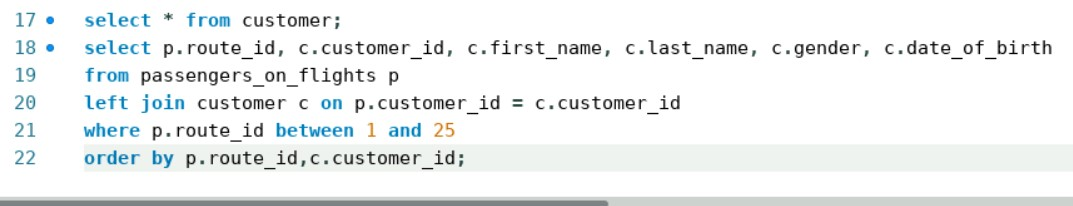 17 select * from customer;
18 select p.route_id, c.customer_id, c.first_name, c.last_name, c.gender, c.date_of_birth
19 from passengers_on_flights p
20 left join customer c on p.customer_id = c.customer_id
21 where p.route_id between 1 and 25
22 order by p.route_id,c.customer_id;